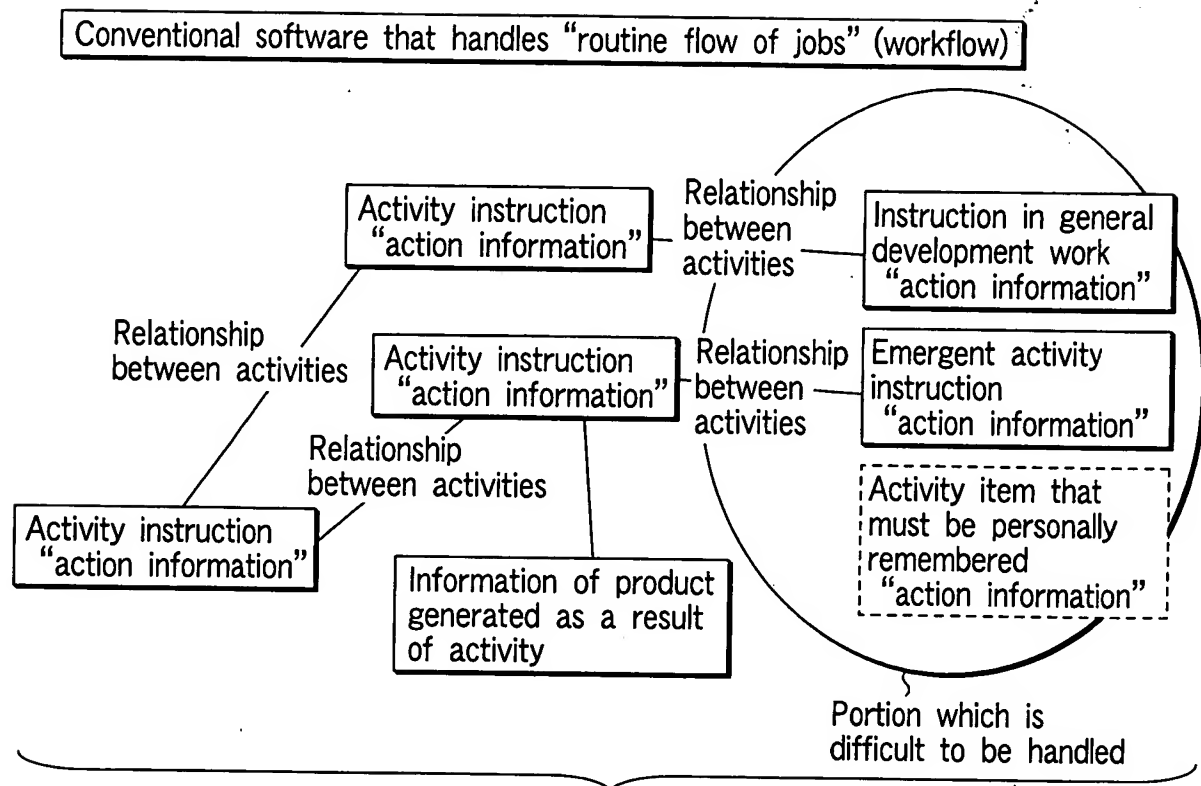 Conventional software that handles “routine flow of jobs” (workflow)
Activity instruction
“action information”
Relationship
between
activities
Instruction in general
development work
“action information”
Relationship
between activities
Activity instruction
“action information”
Relationship
between
activities
Emergent activity
instruction
“action information”
Relationship
between activities
Activity item that
must be personally
remembered
“action information”
Activity instruction
“action information”
Information of product
generated as a result
of activity
Portion which is
difficult to be handled